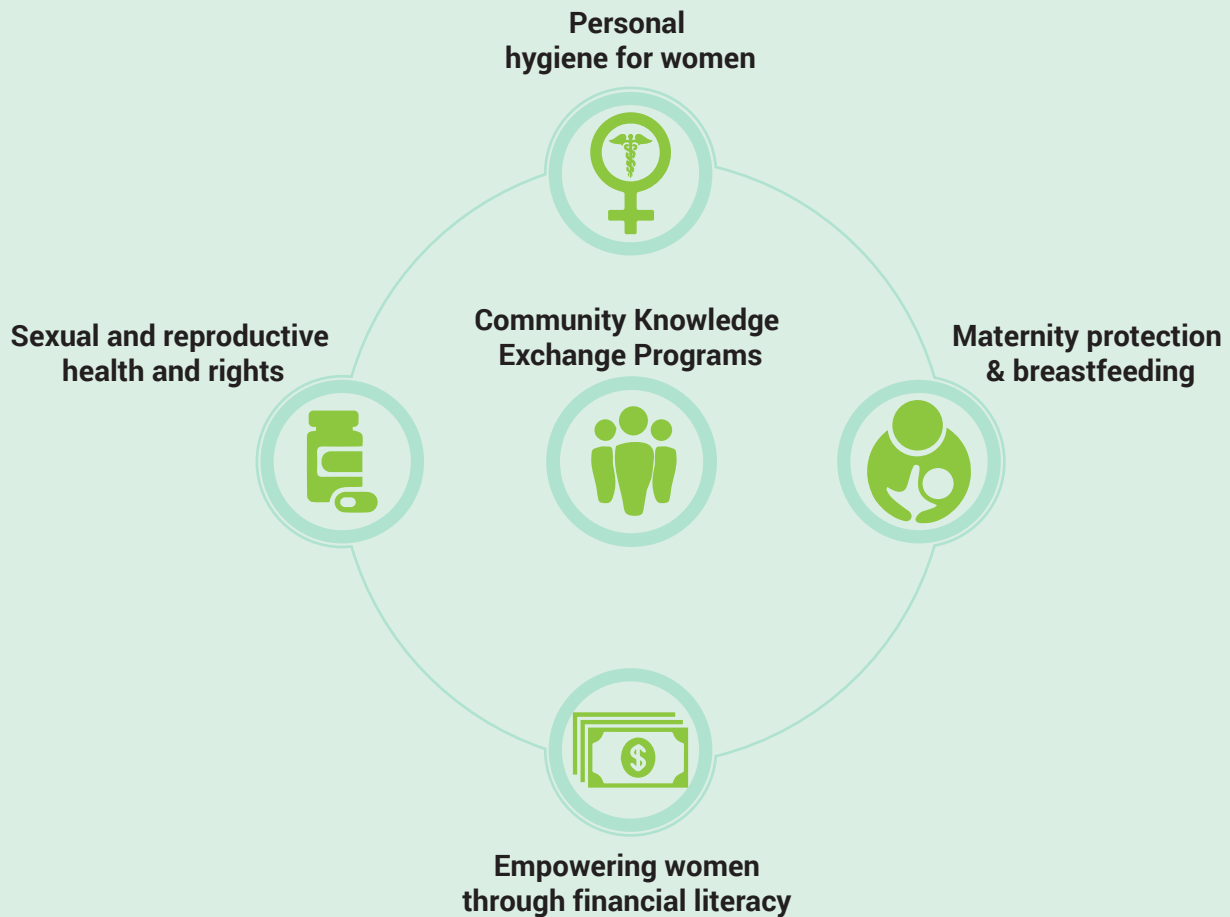 Personal
hygiene for women
Community Knowledge
Exchange Programs
Sexual and reproductive
health and rights
Maternity protection
& breastfeeding
$
Empowering women
through financial literacy